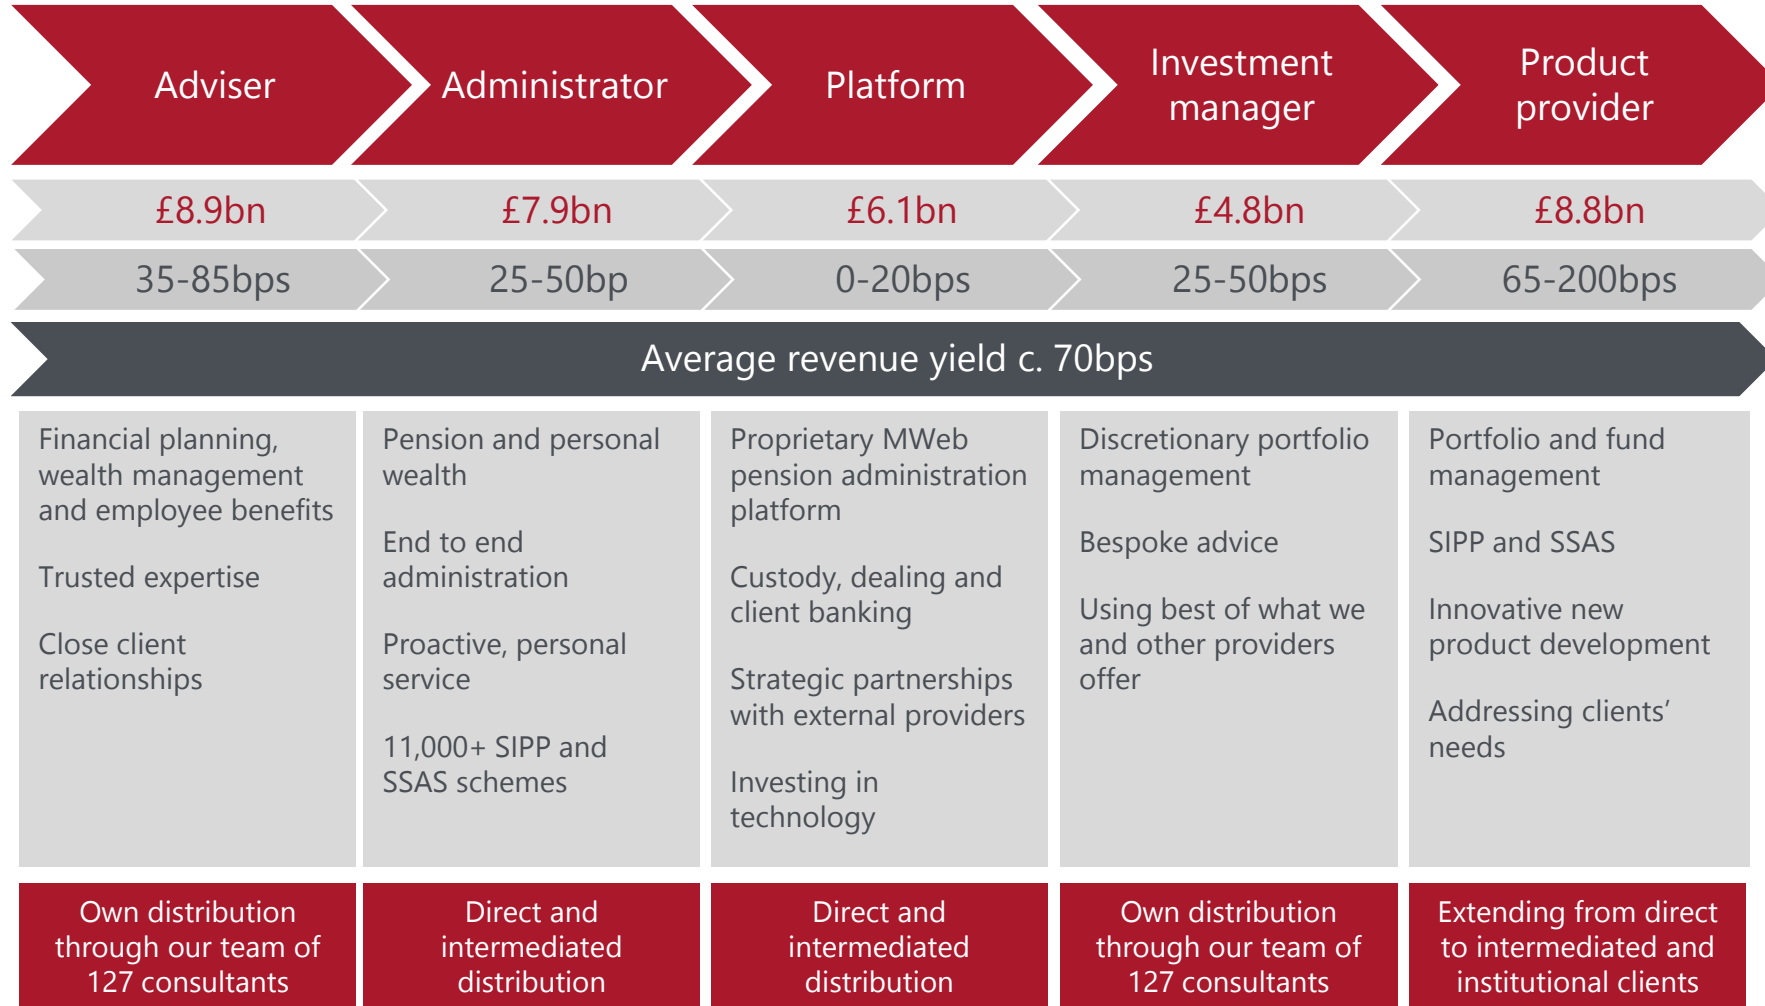 Adviser
Administrator
Platform
Investment
manager
Product
provider
£8.9bn
£7.9bn
£6.1bn
£4.8bn
£8.8bn
35-85bps
25-50bp
0-20bps
25-50bps
65-200bps
Average revenue yield c. 70bps
Financial planning,
wealth management
and employee benefits
Trusted expertise
Close client
relationships
Pension and personal
wealth
End to end
administration
Proactive, personal
service
11,000+ SIPP and
SSAS schemes
Proprietary MWeb
pension administration
platform
Custody, dealing and
client banking
Strategic partnerships
with external providers
Investing in
technology
Discretionary portfolio
management
Bespoke advice
Using best of what we
and other providers
offer
Portfolio and fund
management
SIPP and SSAS
Innovative new
product development
Addressing clients’
needs
Own distribution
through our team of
127 consultants
Direct and
intermediated
distribution
Direct and
intermediated
distribution
Own distribution
through our team of
127 consultants
Extending from direct
to intermediated and
institutional clients